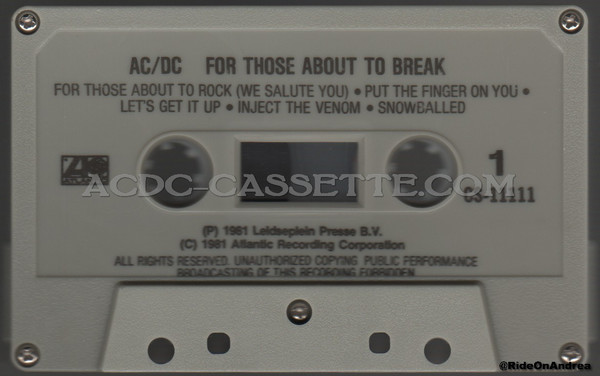 AC/DC FOR THOSE ABOUT TO BREAK
FOR THOSE ABOUT TO ROCK (WE SALUTE YOU) • PUT THE FINGER ON YOU •
LET'S GET IT UP • INJECT THE VENOM • SNOWBALLED
1
ACDC-CASSETTE.COM
CS-11111
(P) 1981 Leidseplein Presse B.V.
(C) 1981 Atlantic Recording Corporation
ALL RIGHTS RESERVED. UNAUTHORIZED COPYING PUBLIC PERFORMANCE
BROADCASTING OF THIS RECORDING FORBIDDEN
@RideOnAndrea